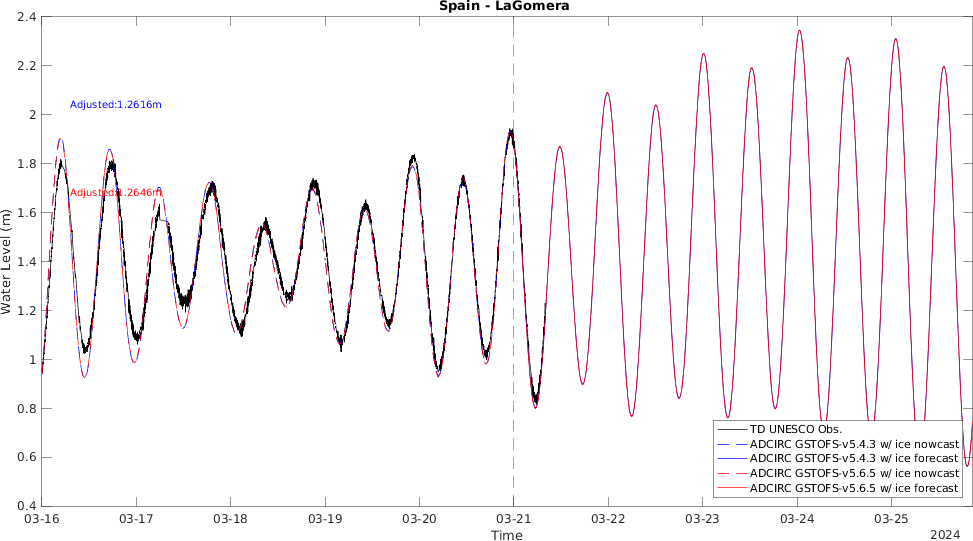 Spain - LaGomera
2.4
2.2
2
1.8
1.6
1.4
1.2
1
0.8
0.6
0.4
Water Level (m)
Adjusted:1.2616m
Adjusted:1.2646m
TD UNESCO Obs.
ADCIRC GSTOFS-v5.4.3 w/ ice nowcast
ADCIRC GSTOFS-v5.4.3 w/ ice forecast
ADCIRC GSTOFS-v5.6.5 w/ ice nowcast
ADCIRC GSTOFS-v5.6.5 w/ ice forecast
03-16 03-17 03-18 03-19 03-20 03-21 03-22 03-23 03-24 03-25
Time
2024